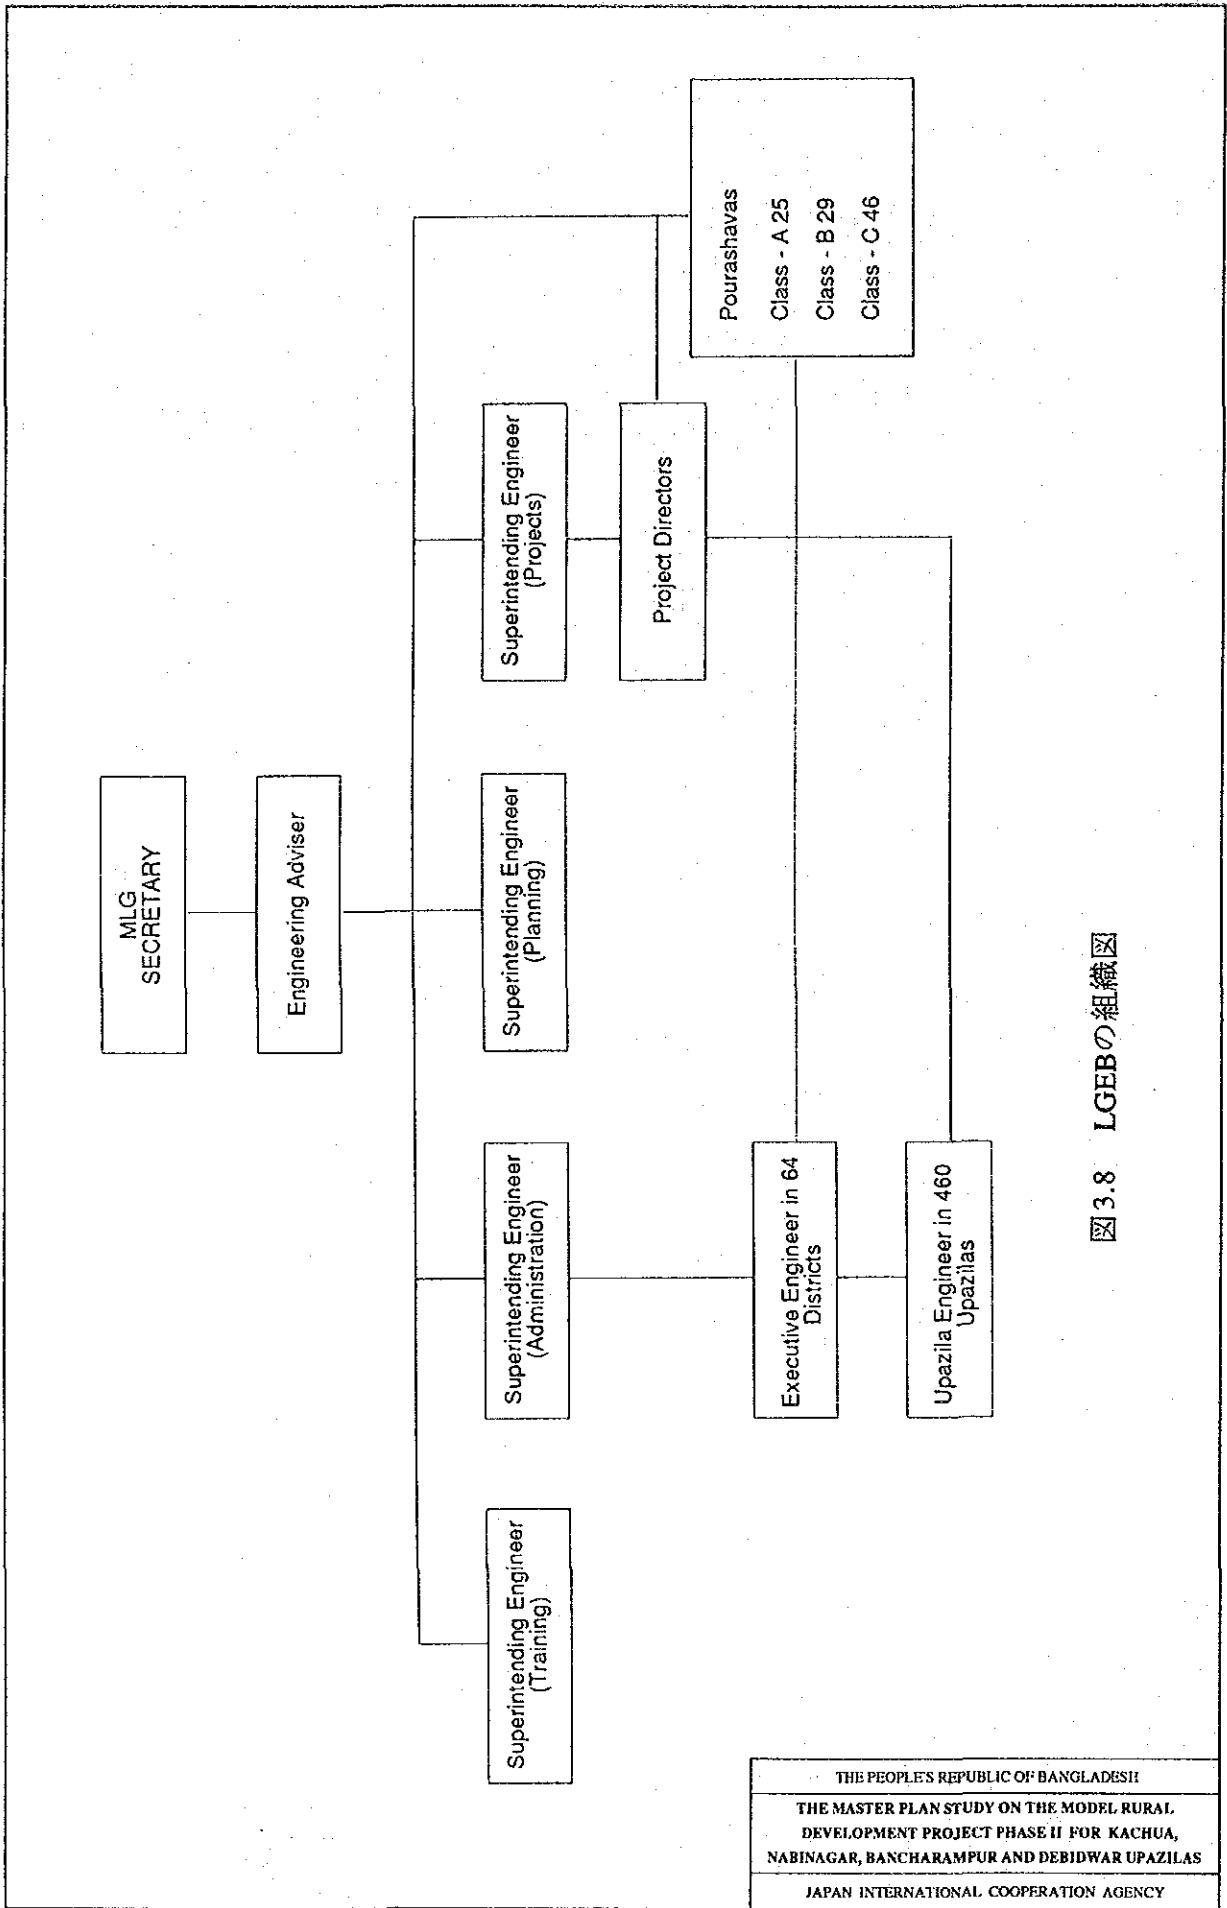 MLG
SECRETARY
Engineering Adviser
Superintending Engineer
(Training)
Superintending Engineer
(Administration)
Superintending Engineer
(Planning)
Superintending Engineer
(Projects)
Project Directors
Executive Engineer in 64
Districts
Upazila Engineer in 460
Upazilas
Pourashavas
Class - A 25
Class - B 29
Class - C 46
図3.8 LGEBの組織図
THE PEOPLE'S REPUBLIC OF BANGLADESH
THE MASTER PLAN STUDY ON THE MODEL RURAL
DEVELOPMENT PROJECT PHASE II FOR KACHUA,
NABINAGAR, BANCHARAMPUR AND DEBIDWAR UPAZILAS
JAPAN INTERNATIONAL COOPERATION AGENCY